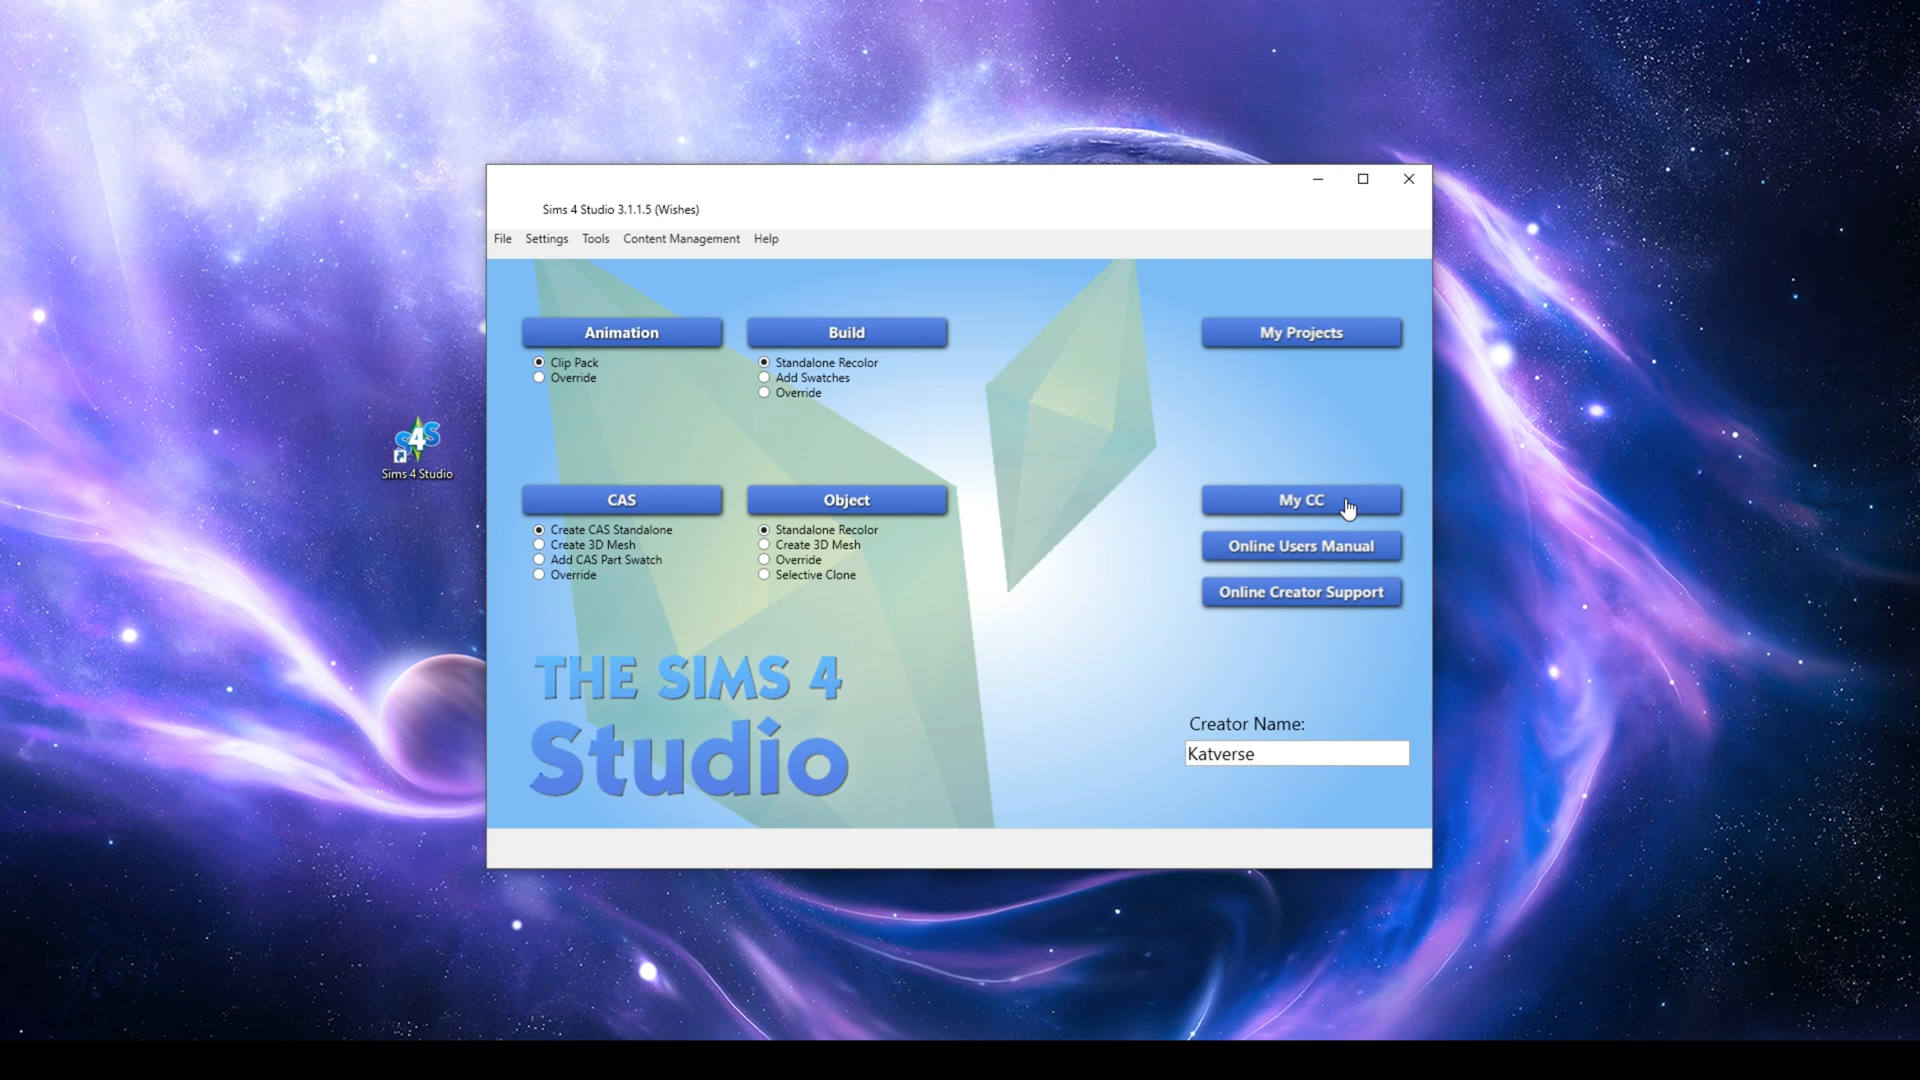 Sims 4 Studio 3.1.1.5 (Wishes)
File Settings Tools Content Management Help
Animation
Clip Pack
Override
Build
Standalone Recolor
Add Swatches
Override
My Projects
S4S
Sims 4 Studio
CAS
Create CAS Standalone
Create 3D Mesh
Add CAS Part Swatch
Override
Object
Standalone Recolor
Create 3D Mesh
Override
Selective Clone
My CC
Online Users Manual
Online Creator Support
THE SIMS 4
Studio
Creator Name:
Katverse